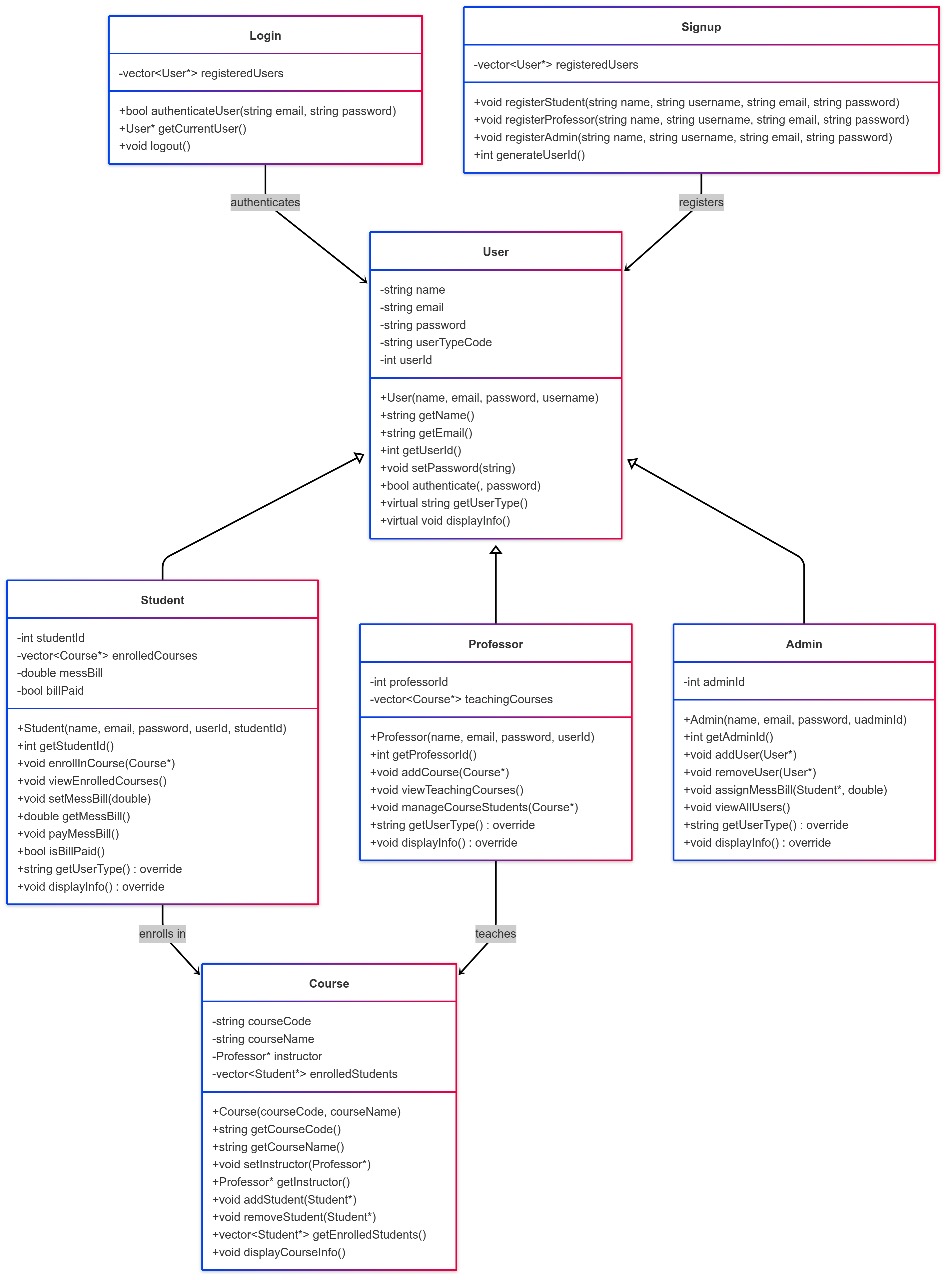 Login
-vector<User*> registeredUsers
+bool authenticateUser(string email, string password)
+User* getCurrentUser()
+void logout()
Signup
-vector<User*> registeredUsers
+void registerStudent(string name, string username, string email, string password)
+void registerProfessor(string name, string username, string email, string password)
+void registerAdmin(string name, string username, string email, string password)
+int generateUserId()
authenticates
registers
User
-string name
-string email
-string password
-string userTypeCode
-int userId
+User(name, email, password, username)
+string getName()
+string getEmail()
+int getUserId()
+void setPassword(string)
+bool authenticate(, password)
+virtual string getUserType()
+virtual void displayInfo()
Student
-int studentId
-vector<Course*> enrolledCourses
-double messBill
-bool billPaid
+Student(name, email, password, userId, studentId)
+int getStudentId()
+void enrollInCourse(Course*)
+void viewEnrolledCourses()
+void setMessBill(double)
+double getMessBill()
+void payMessBill()
+bool isBillPaid()
+string getUserType() : override
+void displayInfo() : override
Professor
-int professorId
-vector<Course*> teachingCourses
+Professor(name, email, password, userId)
+int getProfessorId()
+void addCourse(Course*)
+void viewTeachingCourses()
+void manageCourseStudents(Course*)
+string getUserType() : override
+void displayInfo() : override
Admin
-int adminId
+Admin(name, email, password, uadminId)
+int getAdminId()
+void addUser(User*)
+void removeUser(User*)
+void assignMessBill(Student*, double)
+void viewAllUsers()
+string getUserType() : override
+void displayInfo() : override
enrolls in
teaches
Course
-string courseCode
-string courseName
-Professor* instructor
-vector<Student*> enrolledStudents
+Course(courseCode, courseName)
+string getCourseCode()
+string getCourseName()
+void setInstructor(Professor*)
+Professor* getInstructor()
+void addStudent(Student*)
+void removeStudent(Student*)
+vector<Student*> getEnrolledStudents()
+void displayCourseInfo()